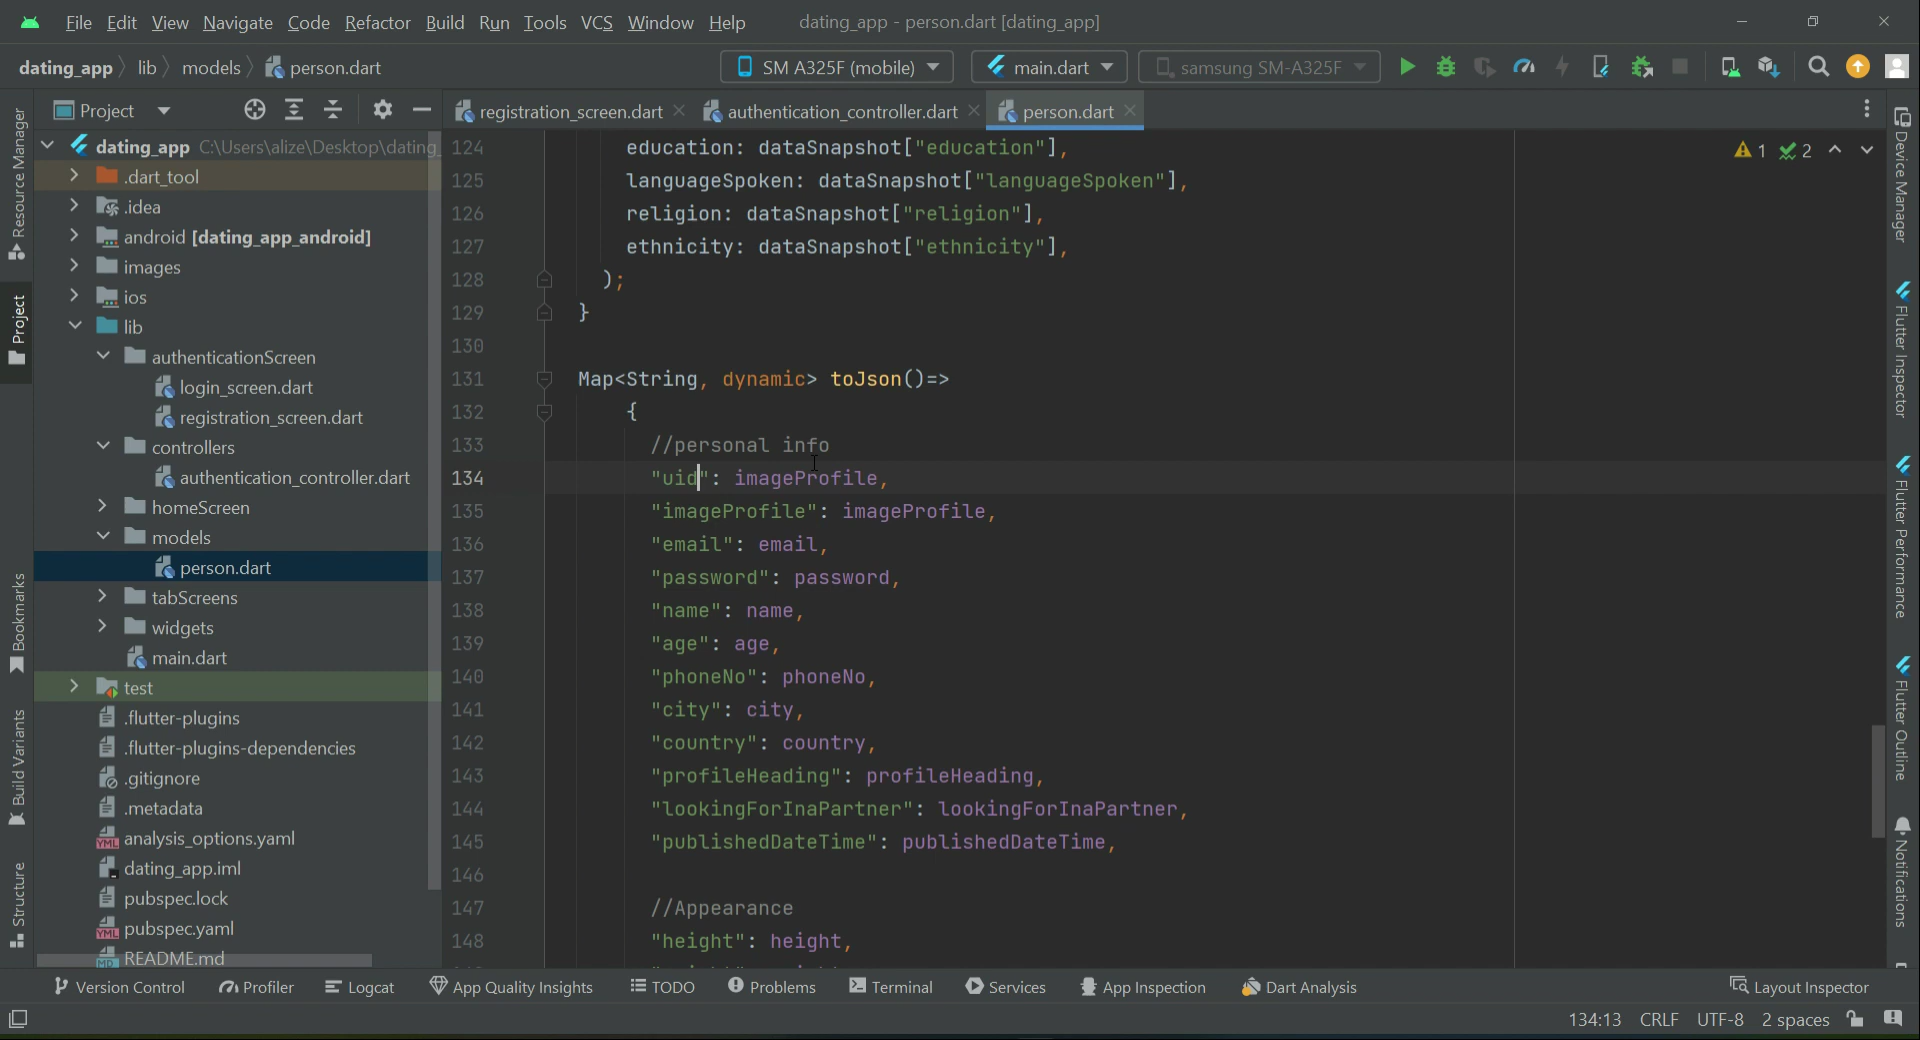 File Edit View Navigate Code Refactor Build Run Tools VCS Window Help dating_app - person.dart [dating_app]
dating_app lib models person.dart SM A325F (mobile) main.dart samsung SM-A325F
Resource Manager
Project
Bookmarks
Build Variants
Structure
Project
dating_app C:\Users\alize\Desktop\dating_
.dart_tool
.idea
android [dating_app_android]
images
ios
lib
authenticationScreen
login_screen.dart
registration_screen.dart
controllers
authentication_controller.dart
homeScreen
models
person.dart
tabScreens
widgets
main.dart
test
.flutter-plugins
.flutter-plugins-dependencies
.gitignore
.metadata
analysis_options.yaml
dating_app.iml
pubspec.lock
pubspec.yaml
README.md
registration_screen.dart authentication_controller.dart person.dart
1 2
124 education: dataSnapshot["education"],
125 languageSpoken: dataSnapshot["languageSpoken"],
126 religion: dataSnapshot["religion"],
127 ethnicity: dataSnapshot["ethnicity"],
128 );
129 }
130
131 Map<String, dynamic> toJson()=>
132 {
133 //personal info
134 "uid": imageProfile,
135 "imageProfile": imageProfile,
136 "email": email,
137 "password": password,
138 "name": name,
139 "age": age,
140 "phoneNo": phoneNo,
141 "city": city,
142 "country": country,
143 "profileHeading": profileHeading,
144 "lookingForInaPartner": lookingForInaPartner,
145 "publishedDateTime": publishedDateTime,
146
147 //Appearance
148 "height": height,
Device Manager
Flutter Inspector
Flutter Performance
Flutter Outline
Notifications
Version Control Profiler Logcat App Quality Insights TODO Problems Terminal Services App Inspection Dart Analysis Layout Inspector
134:13 CRLF UTF-8 2 spaces